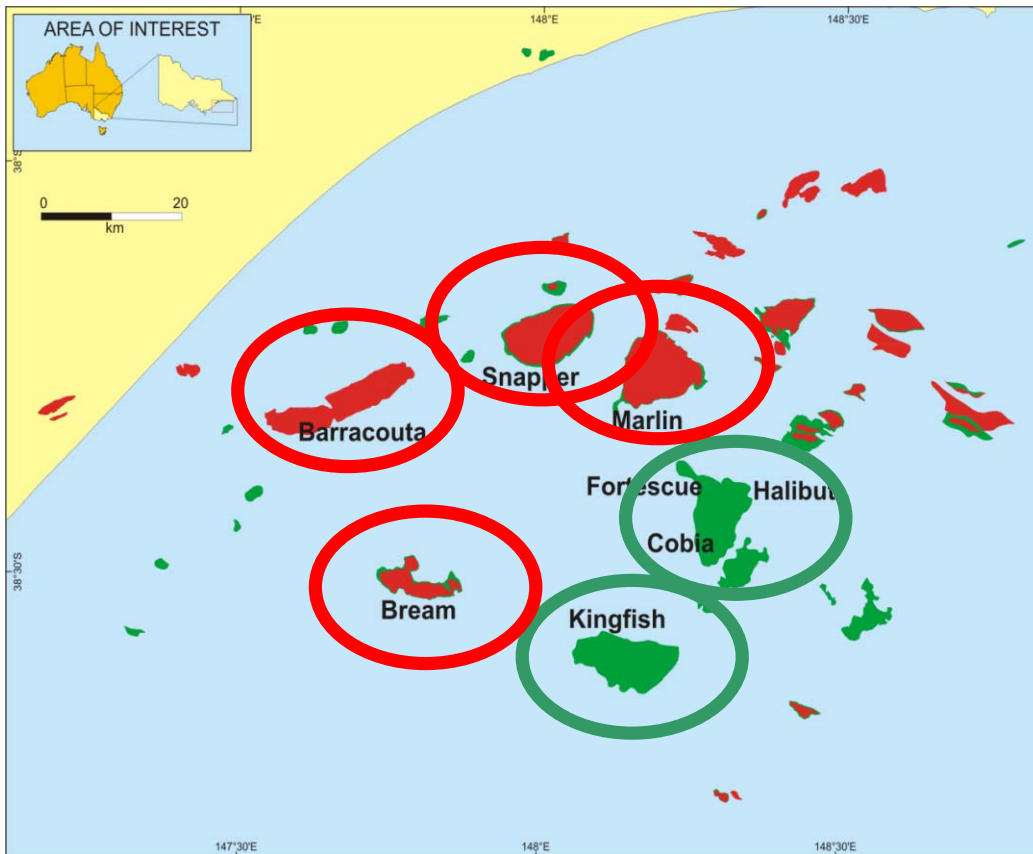 AREA OF INTEREST
°E
148°E
148°30'E
38°S
0 20
km
Snapper
Marlin
Barracouta
Fortescue
Halibut
Cobia
38°30'S
Bream
Kingfish
147°30'E
148°E
148°30'E